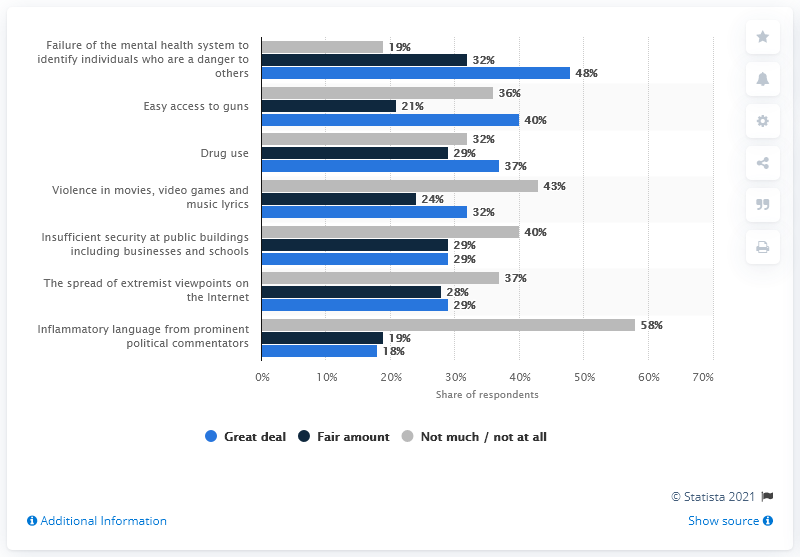 Failure of the mental health system to
identify individuals who are a danger to
others
19%
32%
48%
Easy access to guns
36%
21%
40%
Drug use
32%
29%
37%
Violence in movies, video games and
music lyrics
43%
24%
32%
Insufficient security at public buildings
including businesses and schools
40%
29%
29%
The spread of extremist viewpoints on
the Internet
37%
28%
29%
Inflammatory language from prominent
political commentators
58%
19%
18%
0% 10% 20% 30% 40% 50% 60% 70%
Share of respondents
Great deal Fair amount Not much / not at all
© Statista 2021
Additional Information Show source